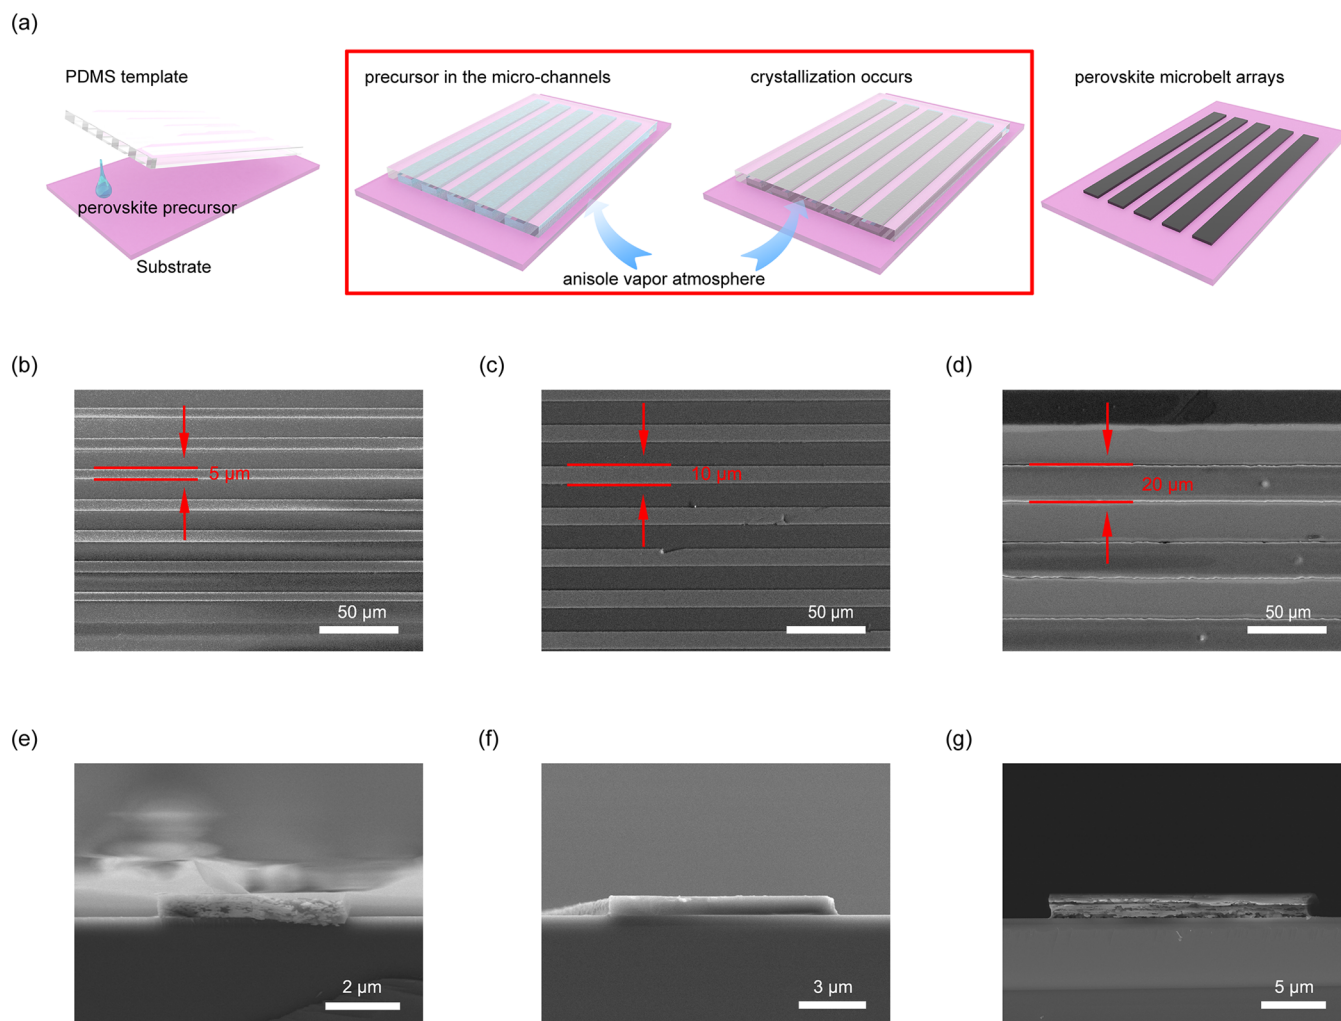 (a)
PDMS template
precursor in the micro-channels
crystallization occurs
perovskite microbelt arrays
perovskite precursor
Substrate
anisole vapor atmosphere
(b)
(c)
(d)
5 μm
10 μm
20 μm
50 μm
50 μm
50 μm
(e)
(f)
(g)
2 μm
3 μm
5 μm